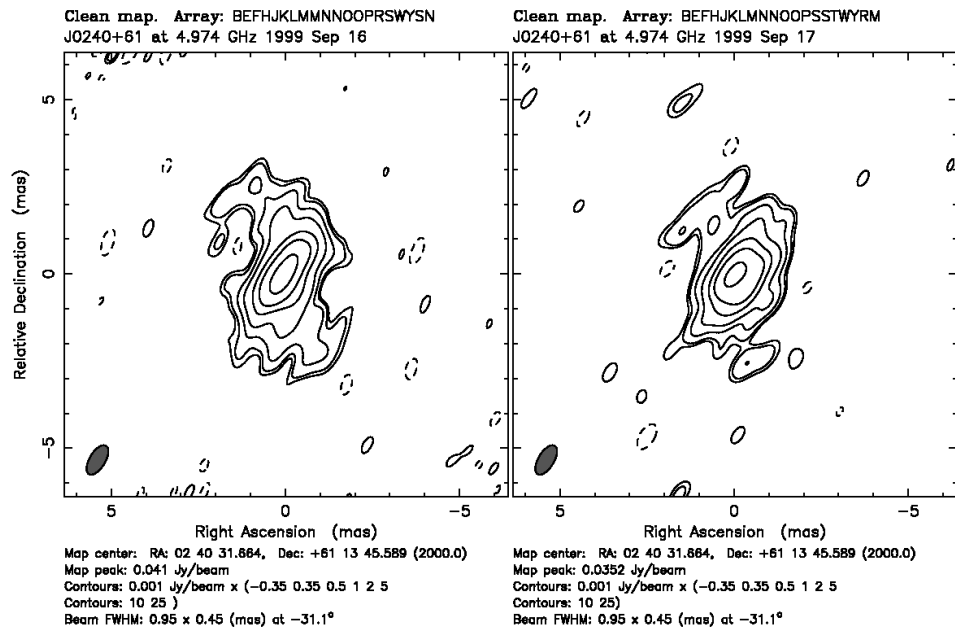 Clean map. Array: BEFHJKLMMNNOOPRSWYSN
J0240+61 at 4.974 GHz 1999 Sep 16
Clean map. Array: BEFHJKLMNNOOPSSTWYRM
J0240+61 at 4.974 GHz 1999 Sep 17
Relative Declination (mas)
5
0
-5
5
0
-5
5
0
-5
Right Ascension (mas)
Right Ascension (mas)
Map center: RA: 02 40 31.664, Dec: +61 13 45.589 (2000.0)
Map peak: 0.041 Jy/beam
Contours: 0.001 Jy/beam x (-0.35 0.35 0.5 1 2 5
Contours: 10 25 )
Beam FWHM: 0.95 x 0.45 (mas) at -31.1°
Map center: RA: 02 40 31.664, Dec: +61 13 45.589 (2000.0)
Map peak: 0.0352 Jy/beam
Contours: 0.001 Jy/beam x (-0.35 0.35 0.5 1 2 5
Contours: 10 25)
Beam FWHM: 0.95 x 0.45 (mas) at -31.1°